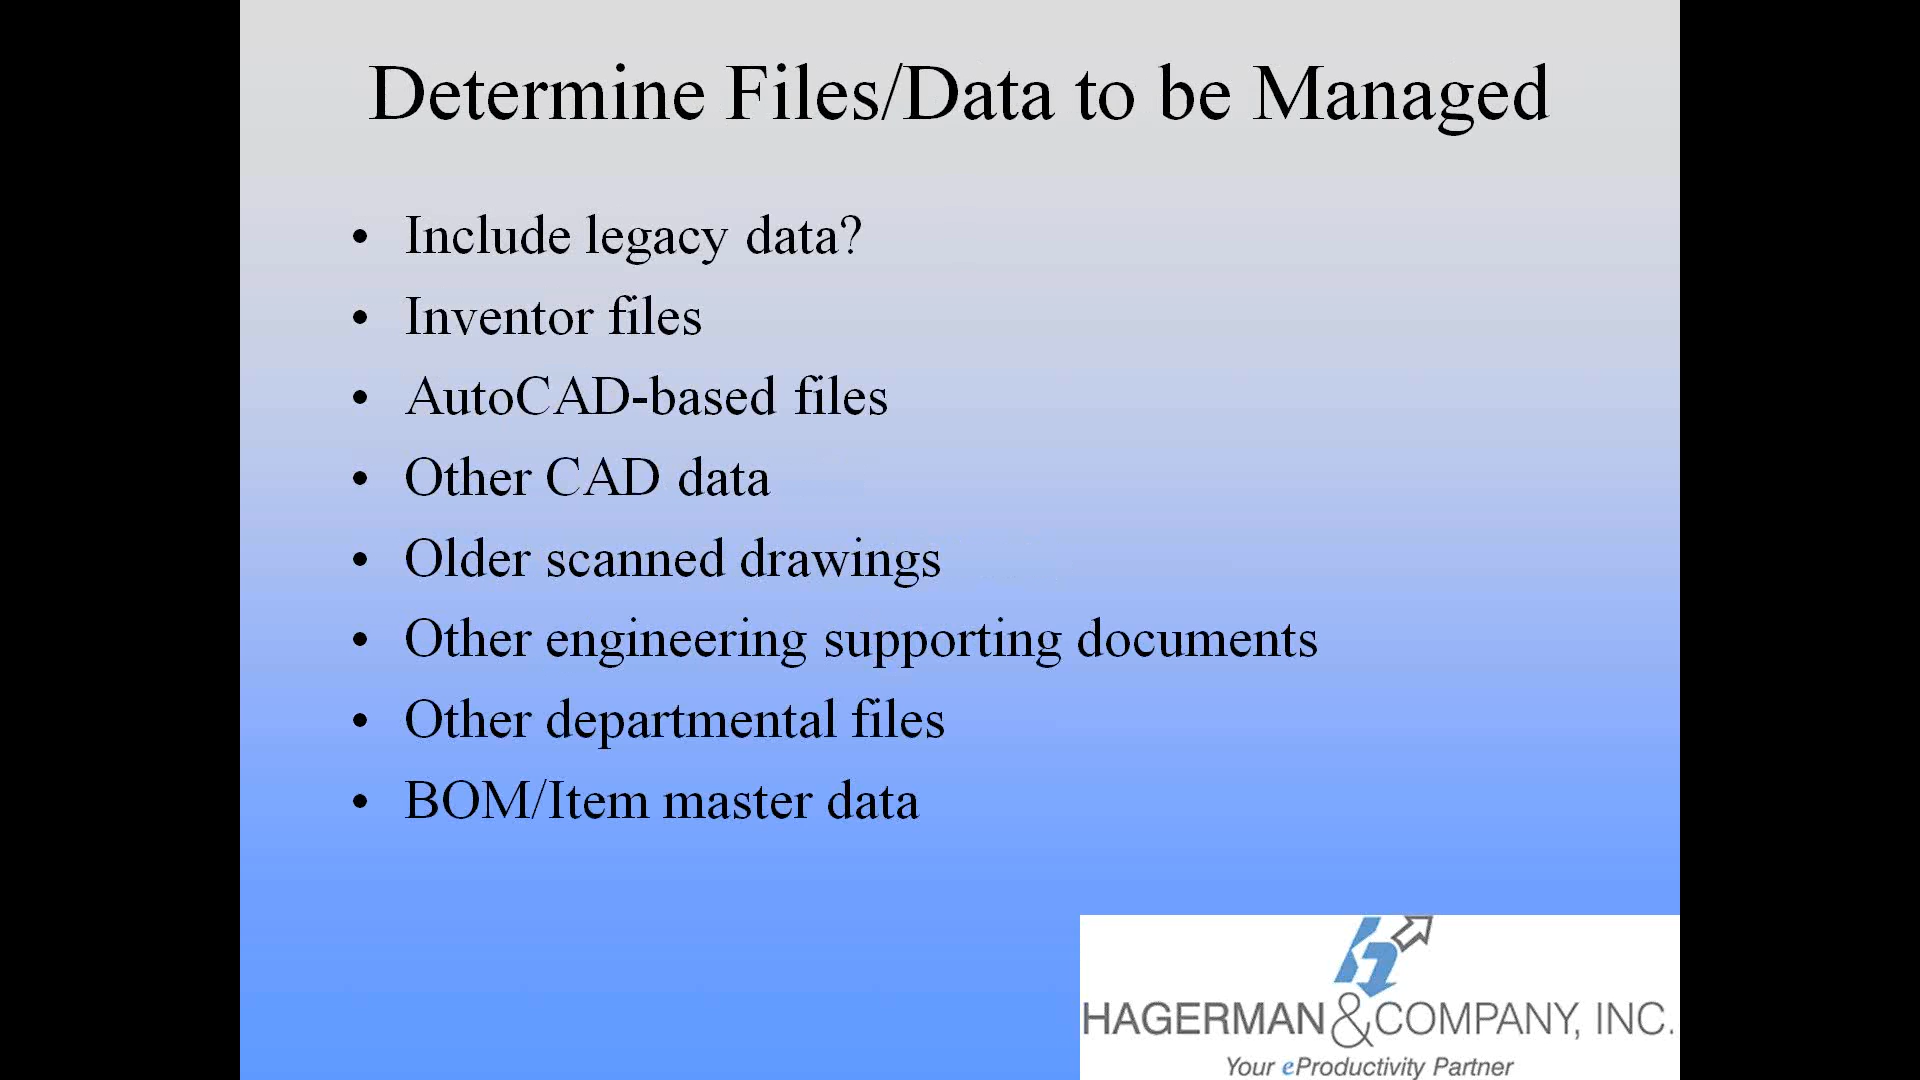 Determine Files/Data to be Managed
• Include legacy data?
• Inventor files
• AutoCAD-based files
• Other CAD data
• Older scanned drawings
• Other engineering supporting documents
• Other departmental files
• BOM/Item master data
HAGERMAN & COMPANY, INC.
Your eProductivity Partner